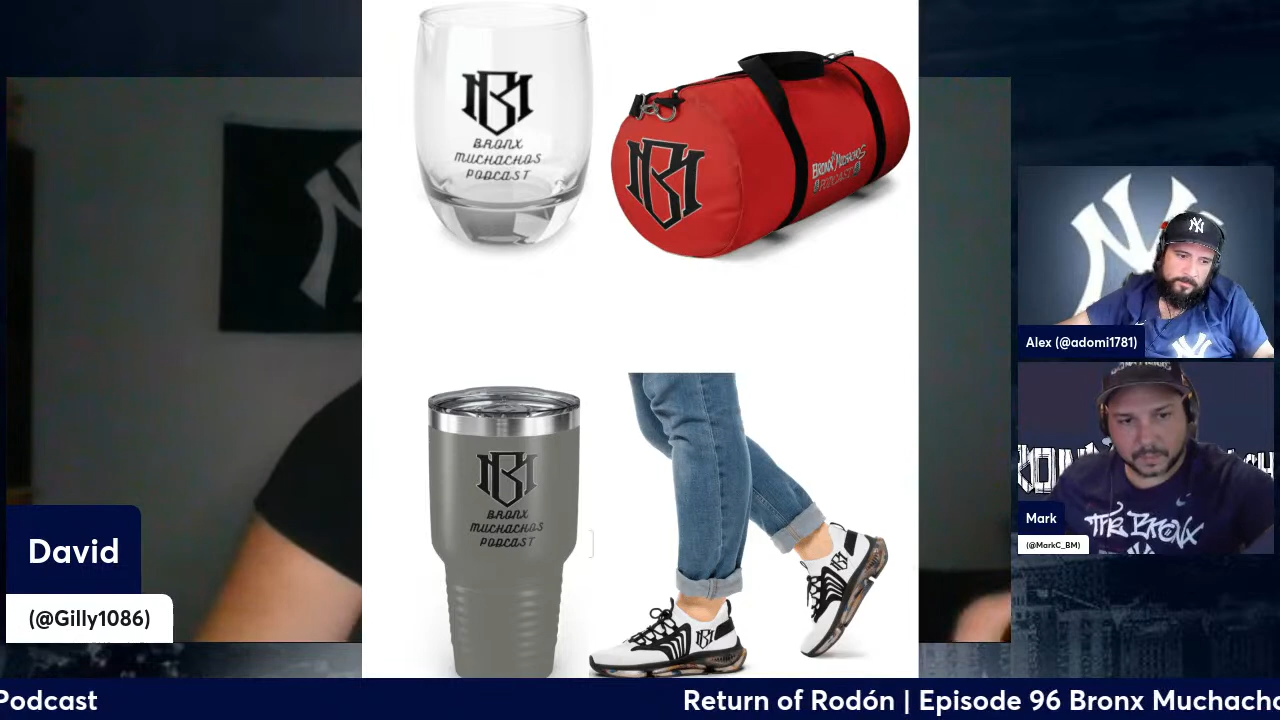 BRONX
MUCHACHOS
PODCAST
BRONX MUCHACHOS
PODCAST
NY
Alex (@adomi1781)
BRONX
MUCHACHOS
PODCAST
THE BRONX
Mark
(@MarkC_BM)
David
(@Gilly1086)
Podcast
Return of Rodón | Episode 96 Bronx Muchacho